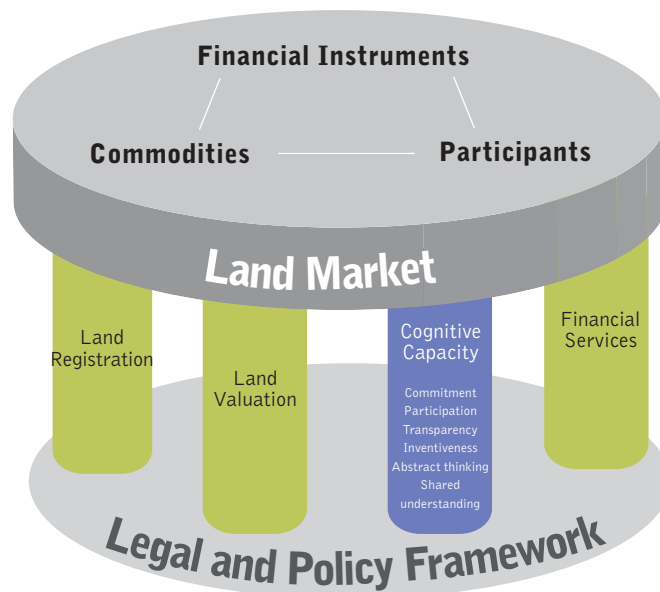 Financial Instruments
Commodities
Participants
Land Market
Land
Registration
Land
Valuation
Cognitive
Capacity
Commitment
Participation
Transparency
Inventiveness
Abstract thinking
Shared
understanding
Financial
Services
Legal and Policy Framework